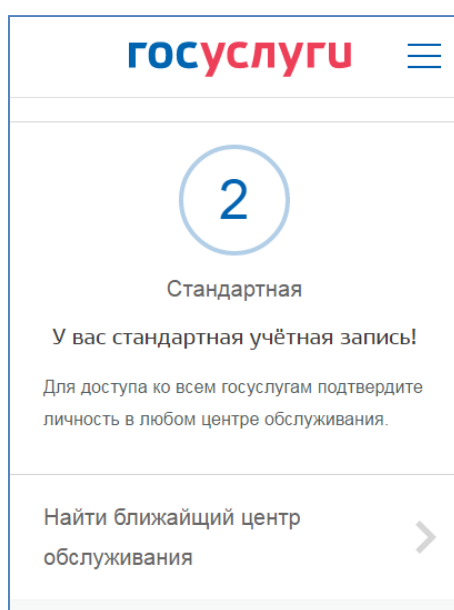 госуслуги
2
Стандартная
У вас стандартная учётная запись!
Для доступа ко всем госуслугам подтвердите
личность в любом центре обслуживания.
Найти ближайщий центр
обслуживания